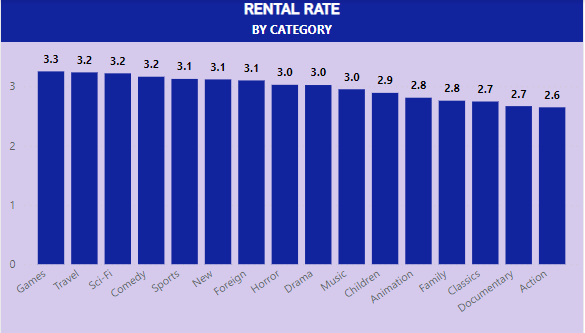 RENTAL RATE
BY CATEGORY
3.3 3.2 3.2 3.2 3.1 3.1 3.1 3.0 3.0 3.0 2.9 2.8 2.8 2.7 2.7 2.6
3
2
1
0
Games Travel Sci-Fi Comedy Sports New Foreign Horror Drama Music Children Animation Family Classics Documentary Action